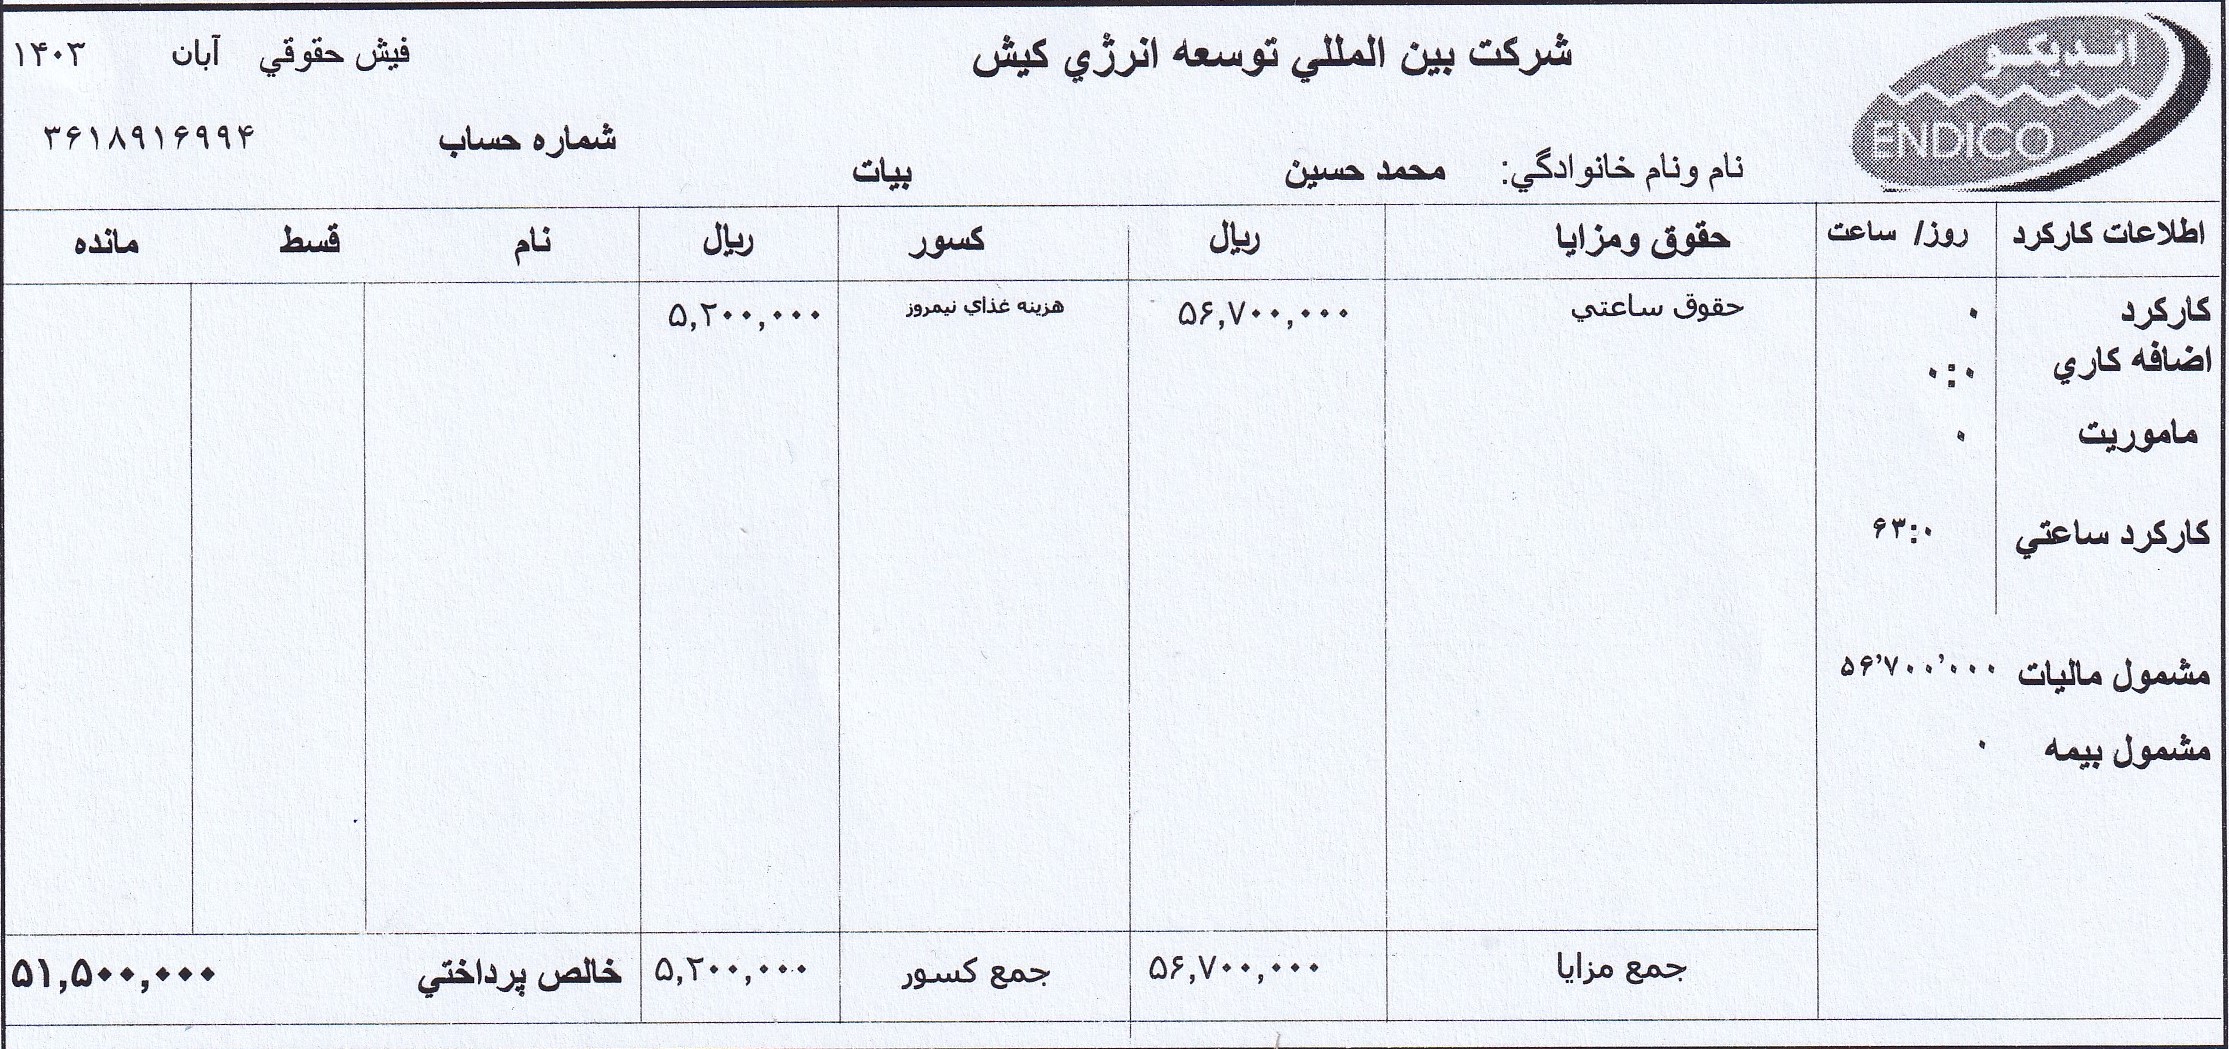 اندیکو
ENDICO
شركت بين المللي توسعه انرژي كيش
فيش حقوقي آبان ۱۴۰۳
نام ونام خانوادگي: محمد حسين بيات
شماره حساب ۳۶۱۸۹۱۶۹۹۴
اطلاعات كاركرد روز/ ساعت حقوق ومزايا ريال كسور ريال نام قسط مانده
كاركرد ۰ حقوق ساعتي ۵۶,۷۰۰,۰۰۰ هزينه غذاي نيمروز ۵,۲۰۰,۰۰۰
اضافه كاري ۰:۰
ماموريت ۰
كاركرد ساعتي ۶۳:۰
مشمول ماليات ۵۶٬۷۰۰٬۰۰۰
مشمول بيمه ۰
جمع مزايا ۵۶,۷۰۰,۰۰۰ جمع كسور ۵,۲۰۰,۰۰۰ خالص پرداختي ۵۱,۵۰۰,۰۰۰